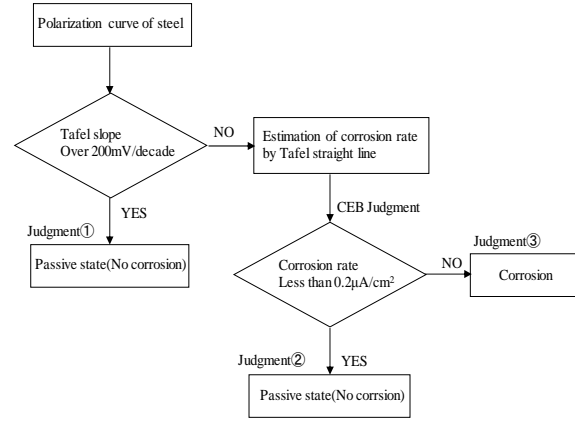 Polarization curve of steel
Tafel slope
Over 200mV/decade
NO
Estimation of corrosion rate
by Tafel straight line
YES
Judgment①
Passive state(No corrosion)
CEB Judgment
Corrosion rate
Less than 0.2μA/cm²
NO
Judgment③
Corrosion
Judgment②
YES
Passive state(No corrsion)